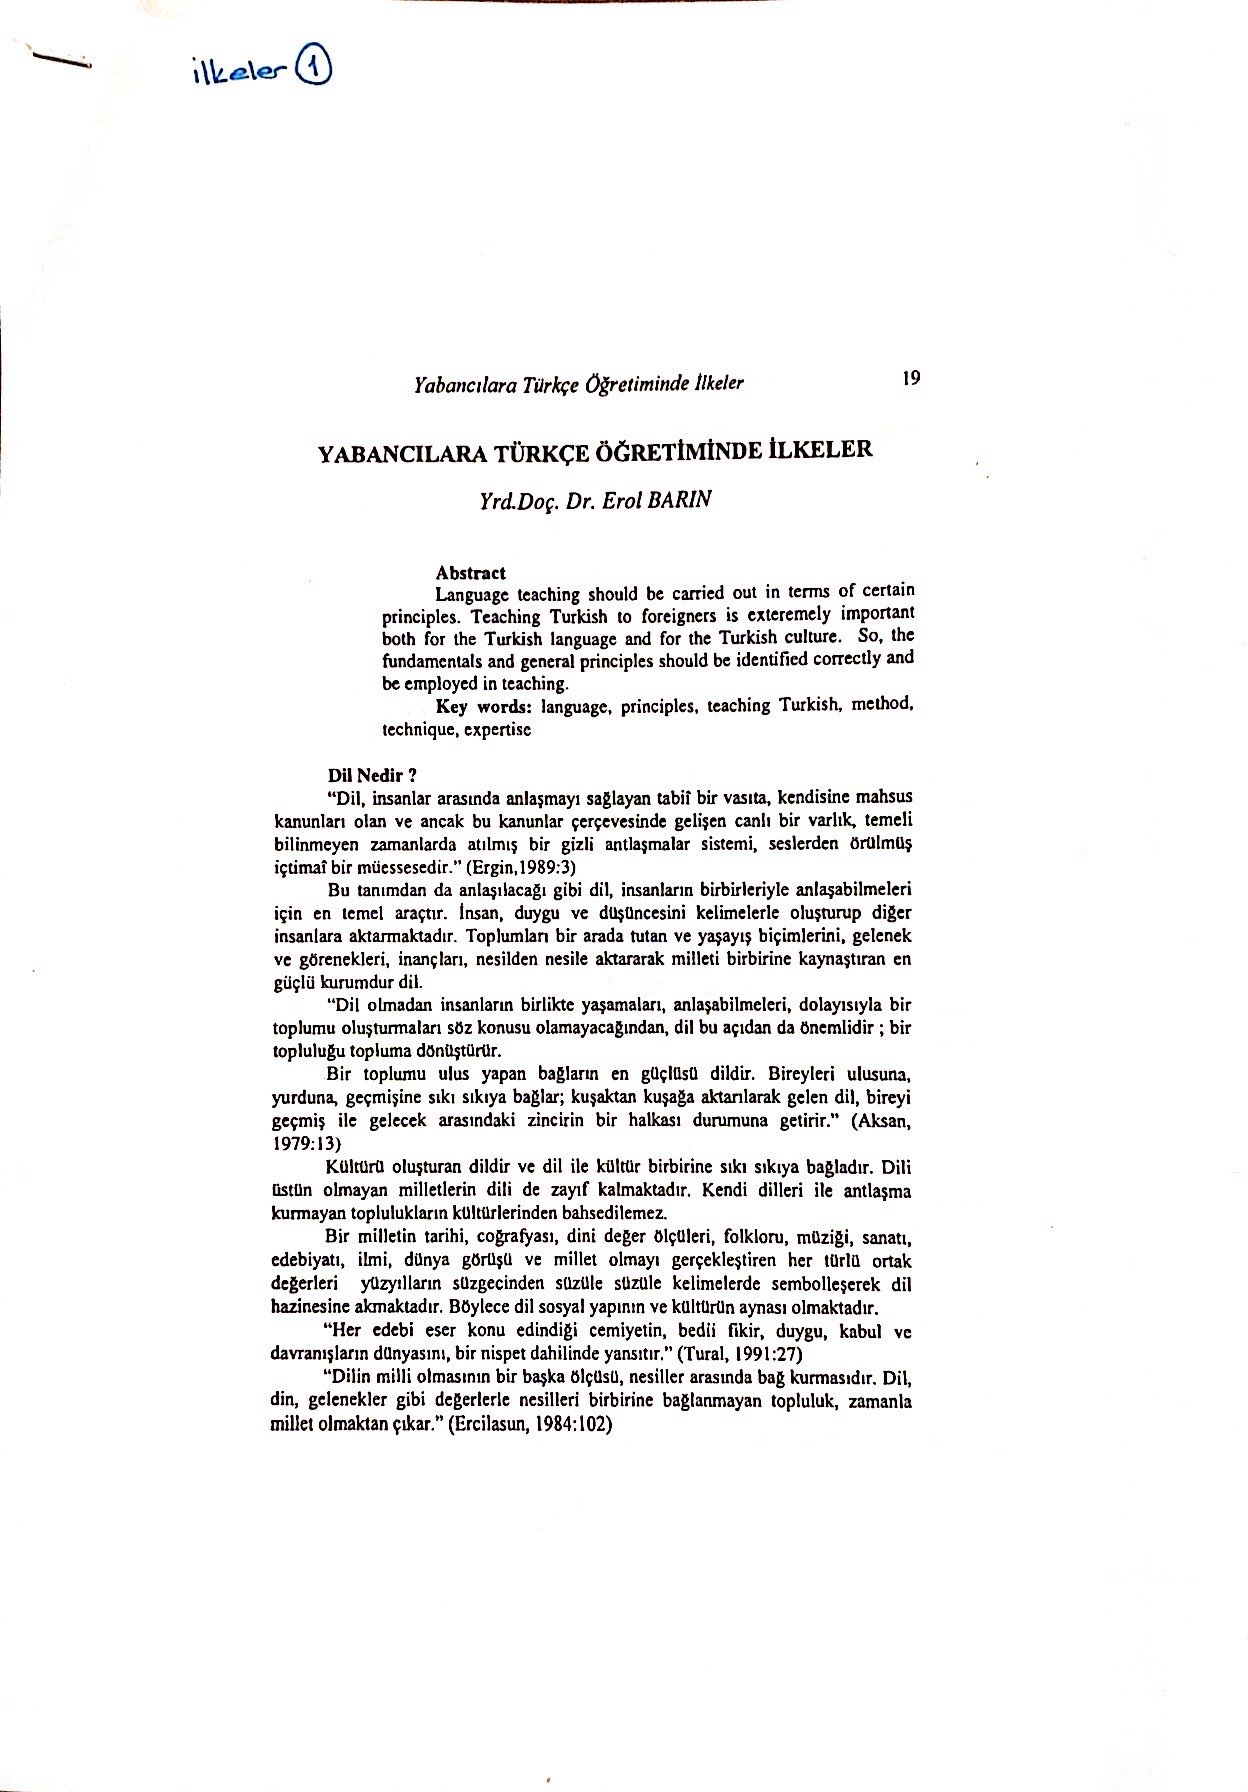 ilkeler 1
Yabancılara Türkçe Öğretiminde İlkeler 19
YABANCILARA TÜRKÇE ÖĞRETİMİNDE İLKELER
Yrd.Doç. Dr. Erol BARIN
Abstract
Language teaching should be carried out in terms of certain
principles. Teaching Turkish to foreigners is exteremely important
both for the Turkish language and for the Turkish culture. So, the
fundamentals and general principles should be identified correctly and
be employed in teaching.
Key words: language, principles, teaching Turkish, method,
technique, expertise
Dil Nedir ?
“Dil, insanlar arasında anlaşmayı sağlayan tabiî bir vasıta, kendisine mahsus
kanunları olan ve ancak bu kanunlar çerçevesinde gelişen canlı bir varlık, temeli
bilinmeyen zamanlarda atılmış bir gizli antlaşmalar sistemi, seslerden örülmüş
içtimaî bir müessesedir.” (Ergin,1989:3)
Bu tanımdan da anlaşılacağı gibi dil, insanların birbirleriyle anlaşabilmeleri
için en temel araçtır. İnsan, duygu ve düşüncesini kelimelerle oluşturup diğer
insanlara aktarmaktadır. Toplumları bir arada tutan ve yaşayış biçimlerini, gelenek
ve görenekleri, inançları, nesilden nesile aktararak milleti birbirine kaynaştıran en
güçlü kurumdur dil.
“Dil olmadan insanların birlikte yaşamaları, anlaşabilmeleri, dolayısıyla bir
toplumu oluşturmaları söz konusu olamayacağından, dil bu açıdan da önemlidir ; bir
topluluğu topluma dönüştürür.
Bir toplumu ulus yapan bağların en güçlüsü dildir. Bireyleri ulusuna,
yurduna, geçmişine sıkı sıkıya bağlar; kuşaktan kuşağa aktarılarak gelen dil, bireyi
geçmiş ile gelecek arasındaki zincirin bir halkası durumuna getirir.” (Aksan,
1979:13)
Kültürü oluşturan dildir ve dil ile kültür birbirine sıkı sıkıya bağladır. Dili
üstün olmayan milletlerin dili de zayıf kalmaktadır. Kendi dilleri ile antlaşma
kurmayan toplulukların kültürlerinden bahsedilemez.
Bir milletin tarihi, coğrafyası, dini değer ölçüleri, folkloru, müziği, sanatı,
edebiyatı, ilmi, dünya görüşü ve millet olmayı gerçekleştiren her türlü ortak
değerleri yüzyılların süzgecinden süzüle süzüle kelimelerde sembolleşerek dil
hazinesine akmaktadır. Böylece dil sosyal yapının ve kültürün aynası olmaktadır.
“Her edebi eser konu edindiği cemiyetin, bedii fikir, duygu, kabul ve
davranışların dünyasını, bir nispet dahilinde yansıtır.” (Tural, 1991:27)
“Dilin milli olmasının bir başka ölçüsü, nesiller arasında bağ kurmasıdır. Dil,
din, gelenekler gibi değerlerle nesilleri birbirine bağlanmayan topluluk, zamanla
millet olmaktan çıkar.” (Ercilasun, 1984:102)